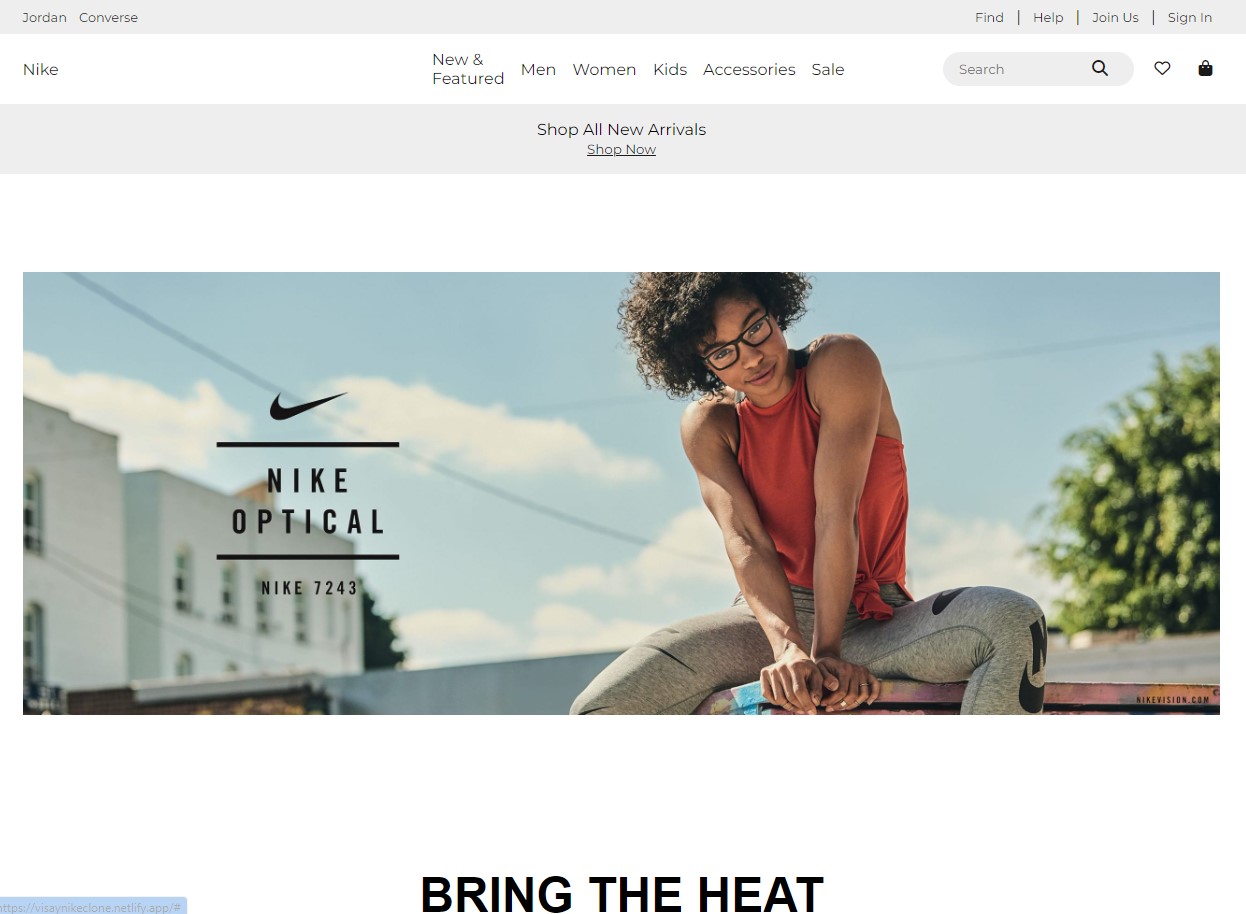 Jordan Converse Find | Help | Join Us | Sign In
Nike New & Featured Men Women Kids Accessories Sale Search
Shop All New Arrivals
Shop Now
NIKE
OPTICAL
NIKE 7243
NIKEVISION.COM
BRING THE HEAT
https://visaynikeclone.netlify.app/#